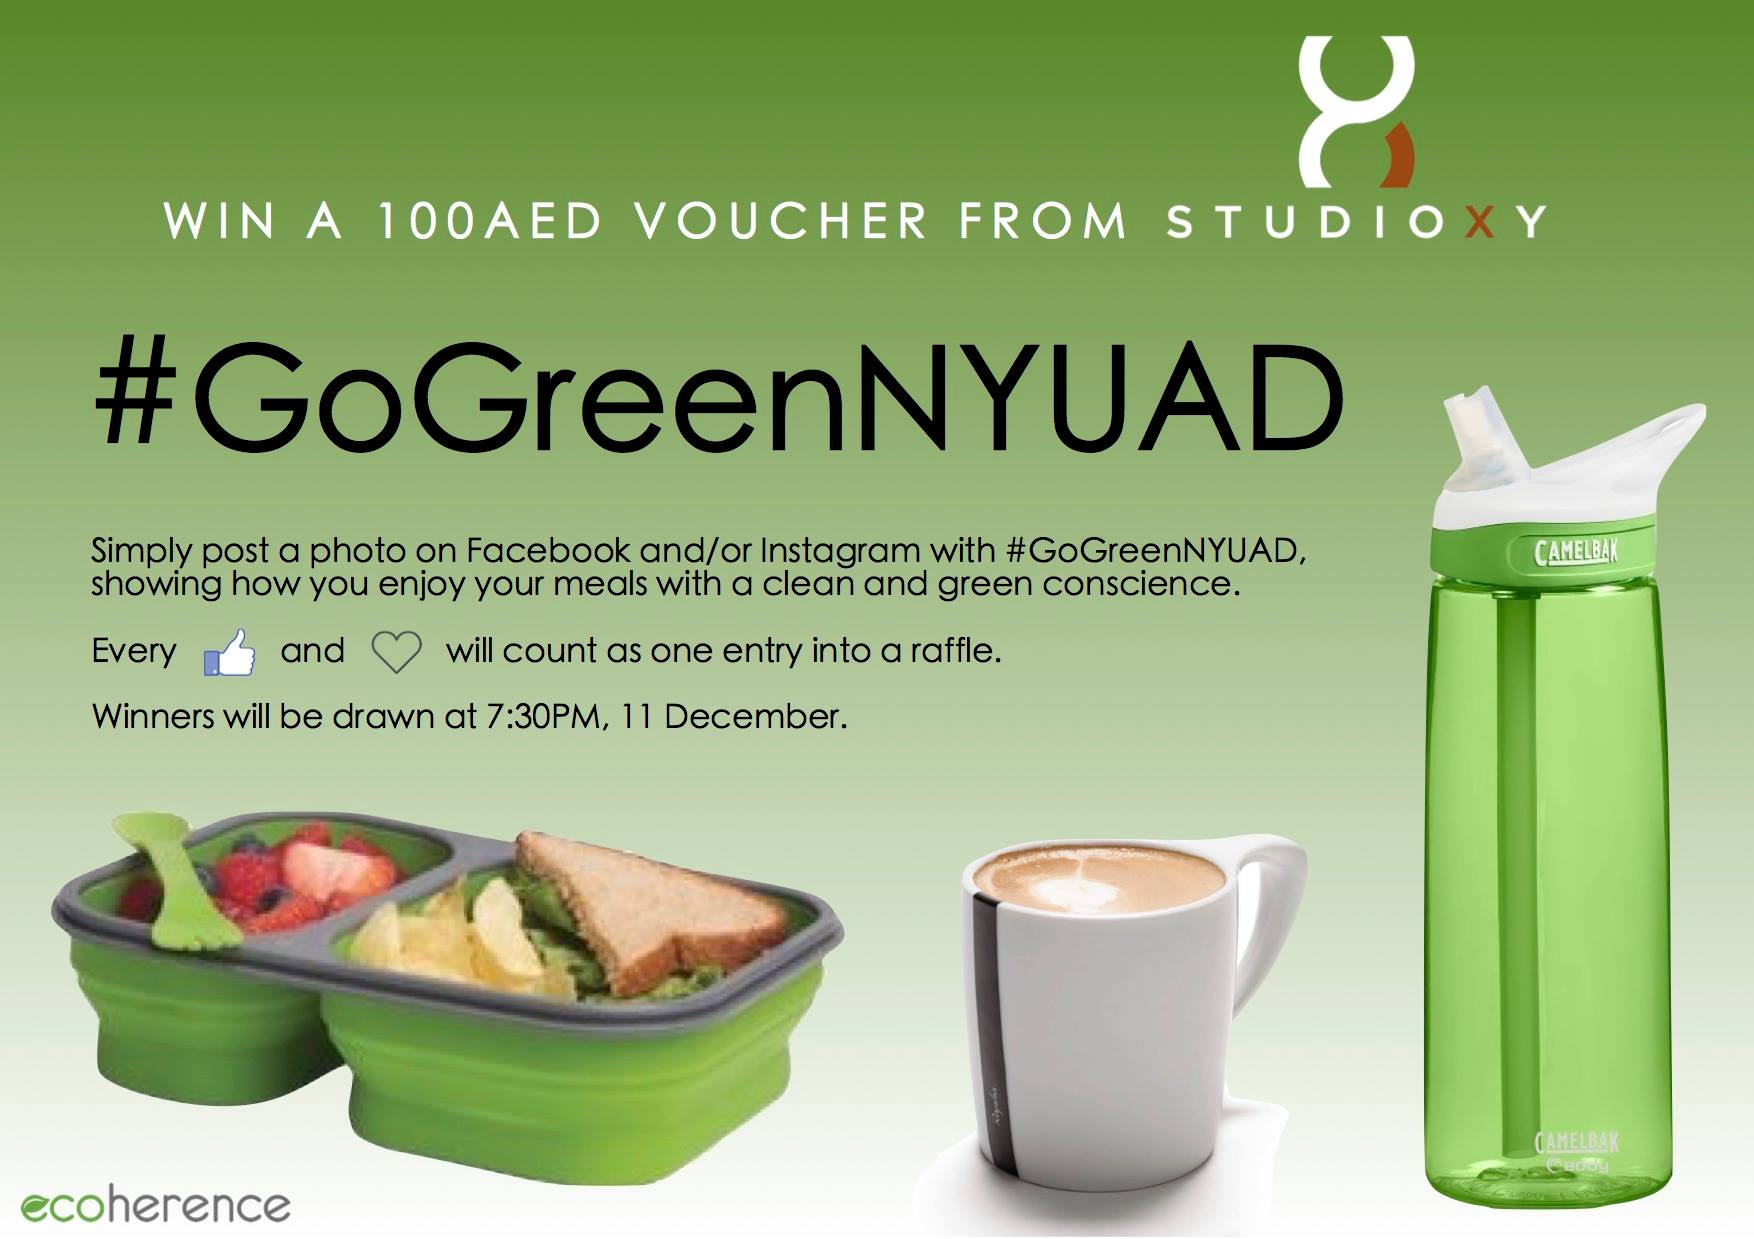 WIN A 100AED VOUCHER FROM STUDIOXY
#GoGreenNYUAD
Simply post a photo on Facebook and/or Instagram with #GoGreenNYUAD,
showing how you enjoy your meals with a clean and green conscience.
Every and will count as one entry into a raffle.
Winners will be drawn at 7:30PM, 11 December.
CAMELBAK
CAMELBAK
eddy
ecoherence